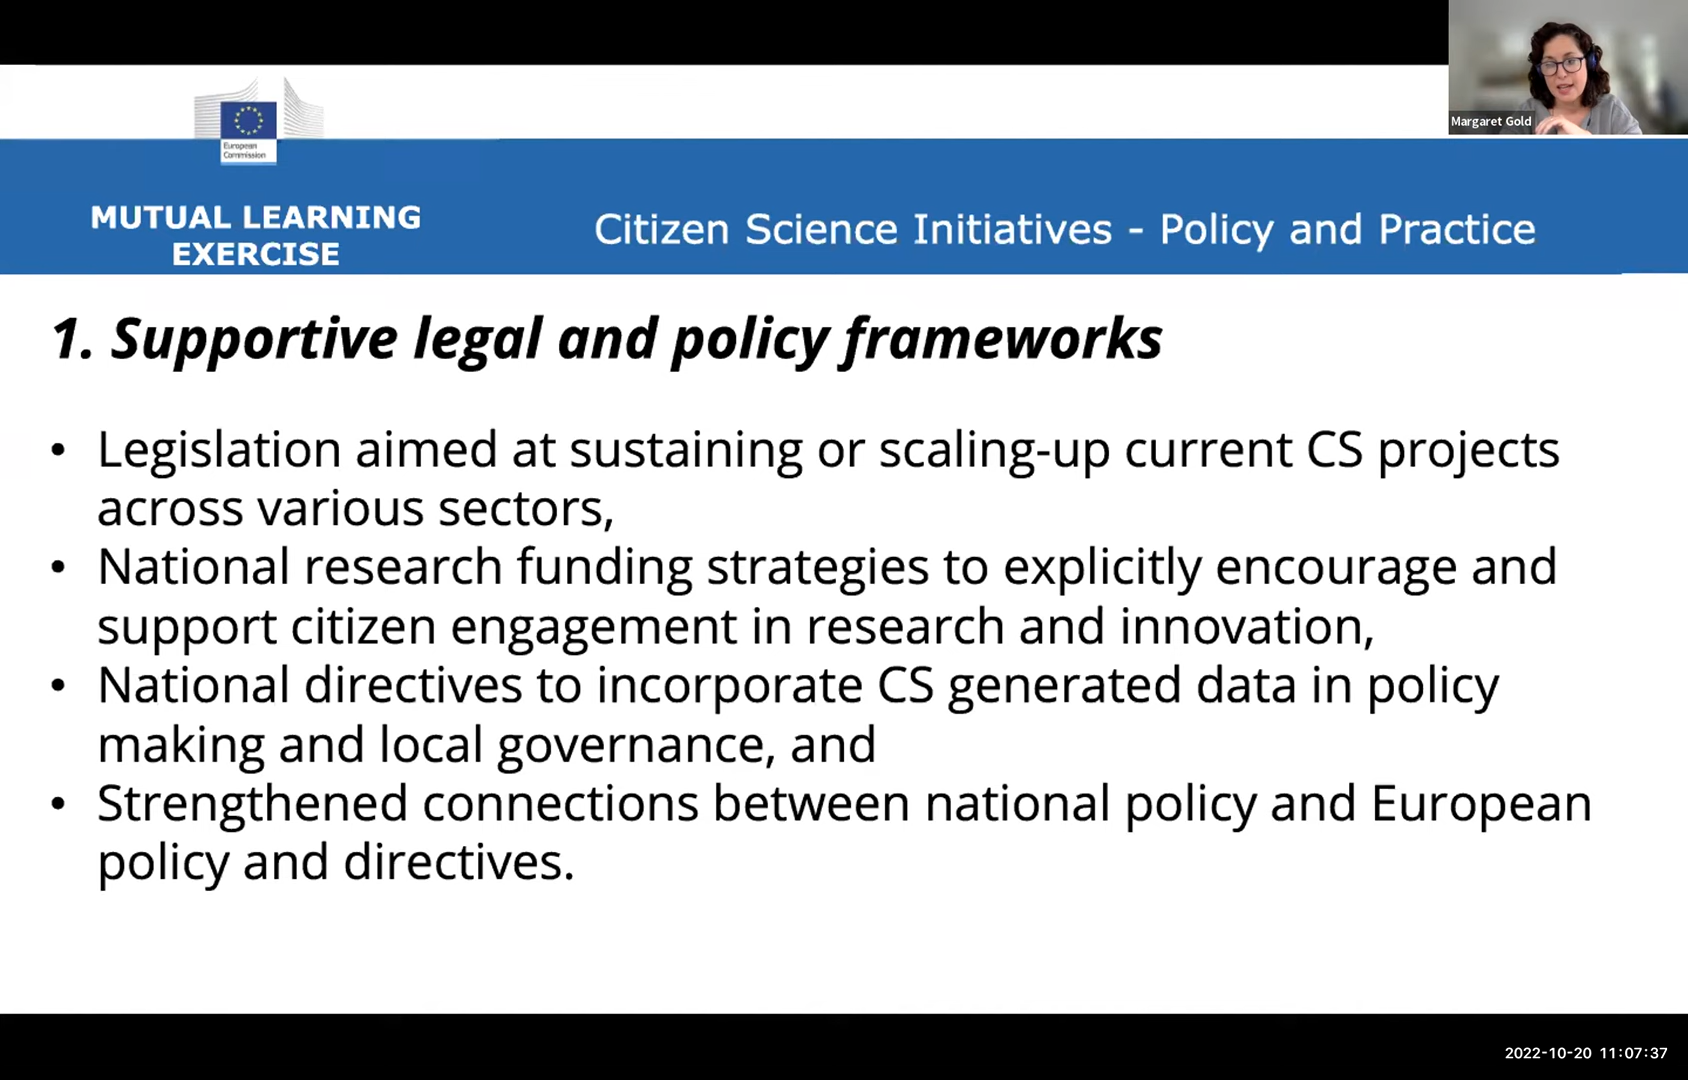 Margaret Gold
European
Commission
MUTUAL LEARNING
EXERCISE
Citizen Science Initiatives - Policy and Practice
1. Supportive legal and policy frameworks
• Legislation aimed at sustaining or scaling-up current CS projects
across various sectors,
• National research funding strategies to explicitly encourage and
support citizen engagement in research and innovation,
• National directives to incorporate CS generated data in policy
making and local governance, and
• Strengthened connections between national policy and European
policy and directives.
2022-10-20 11:07:37